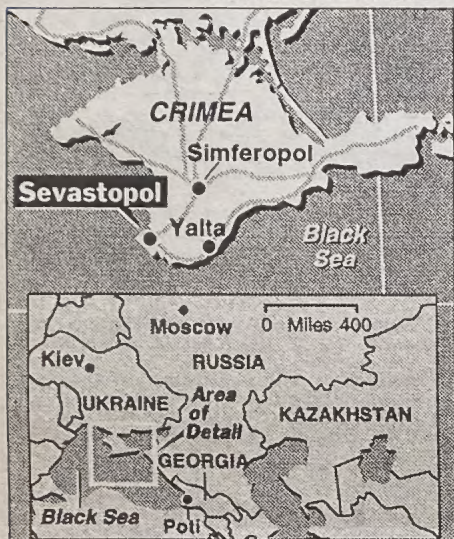 CRIMEA
Simferopol
Sevastopol
Yalta
Black
Sea
Moscow
0 Miles 400
Kiev
RUSSIA
Area
UKRAINE
of
Detail
KAZAKHSTAN
GEORGIA
Black Sea
Poti